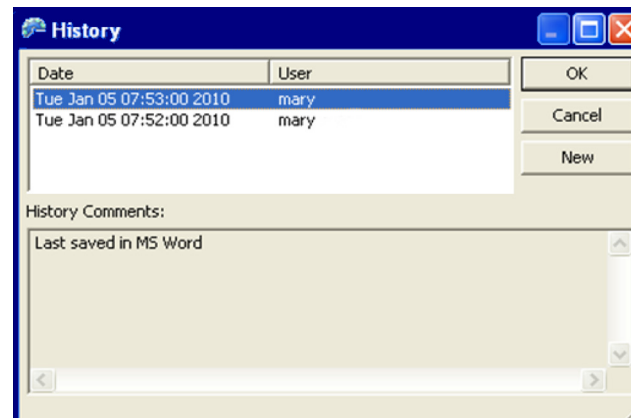 History
Date User
Tue Jan 05 07:53:00 2010 mary
Tue Jan 05 07:52:00 2010 mary
OK
Cancel
New
History Comments:
Last saved in MS Word